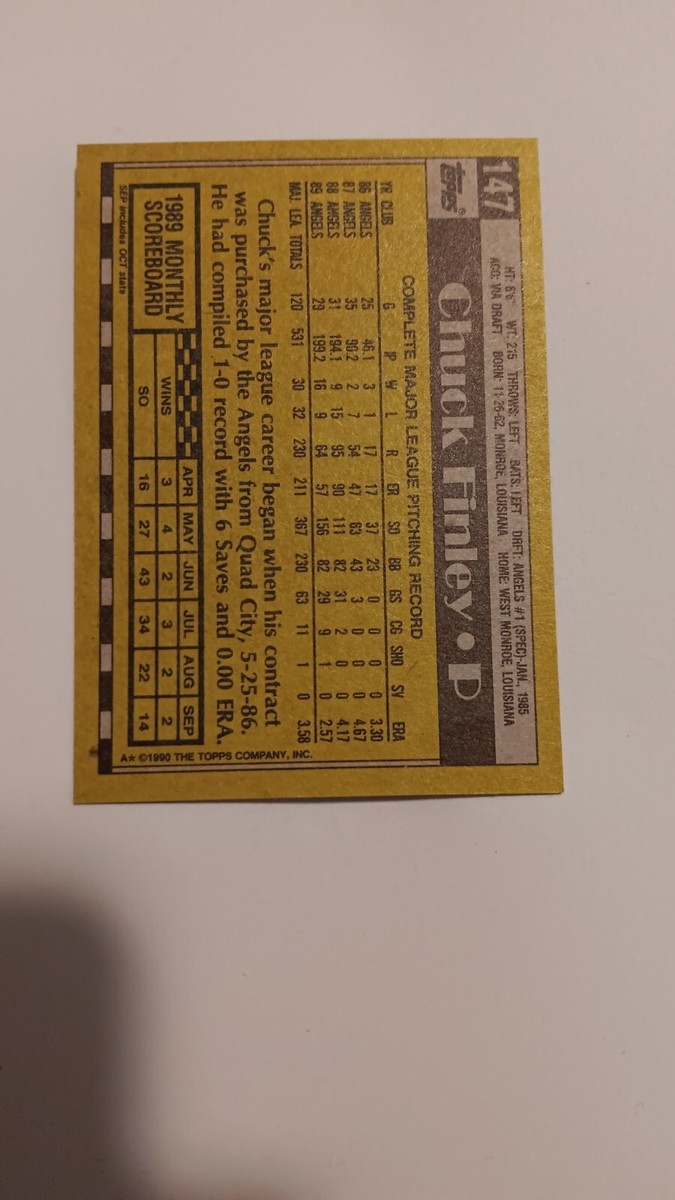 147
HT: 6'6" WT: 215 THROWS: LEFT BATS: LEFT DRFT: ANGELS #1 (SPEC)-JAN., 1985
ACQ: VIA DRAFT BORN: 11-26-62, MONROE, LOUISIANA HOME: WEST MONROE, LOUISIANA
TOPPS® Chuck Finley • P
COMPLETE MAJOR LEAGUE PITCHING RECORD
YR CLUB G IP W L R ER SO BB GS CG SHO SV ERA
86 ANGELS 25 46.1 3 1 17 17 37 23 0 0 0 0 3.30
87 ANGELS 35 90.2 2 7 54 47 63 43 3 0 0 0 4.67
88 ANGELS 31 194.1 9 15 95 90 111 82 31 2 0 0 4.17
89 ANGELS 29 199.2 16 9 64 57 156 82 29 9 1 0 2.57
MAJ. LEA. TOTALS 120 531 30 32 230 211 367 230 63 11 1 0 3.58
Chuck's major league career began when his contract
was purchased by the Angels from Quad City, 5-25-86.
He had compiled 1-0 record with 6 Saves and 0.00 ERA.
1989 MONTHLY
SCOREBOARD
APR MAY JUN JUL AUG SEP
WINS 3 4 2 3 2 2
SO 16 27 43 34 22 14
SEP includes OCT stats
A* ©1990 THE TOPPS COMPANY, INC.